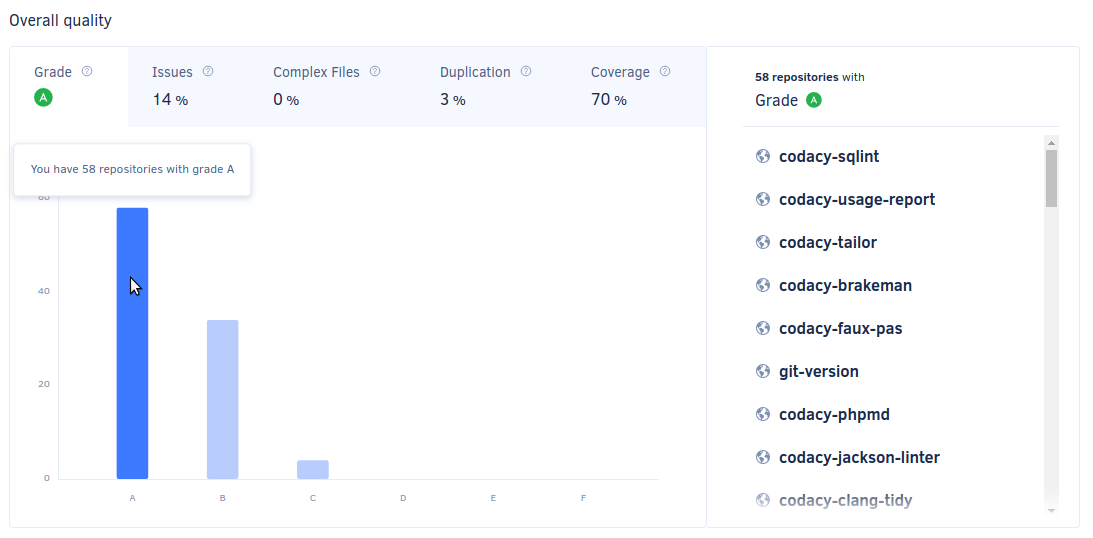 Overall quality
Grade
A
Issues
14 %
Complex Files
0 %
Duplication
3 %
Coverage
70 %
You have 58 repositories with grade A
60
40
20
0
A B C D E F
58 repositories with
Grade A
codacy-sqlint
codacy-usage-report
codacy-tailor
codacy-brakeman
codacy-faux-pas
git-version
codacy-phpmd
codacy-jackson-linter
codacy-clang-tidy